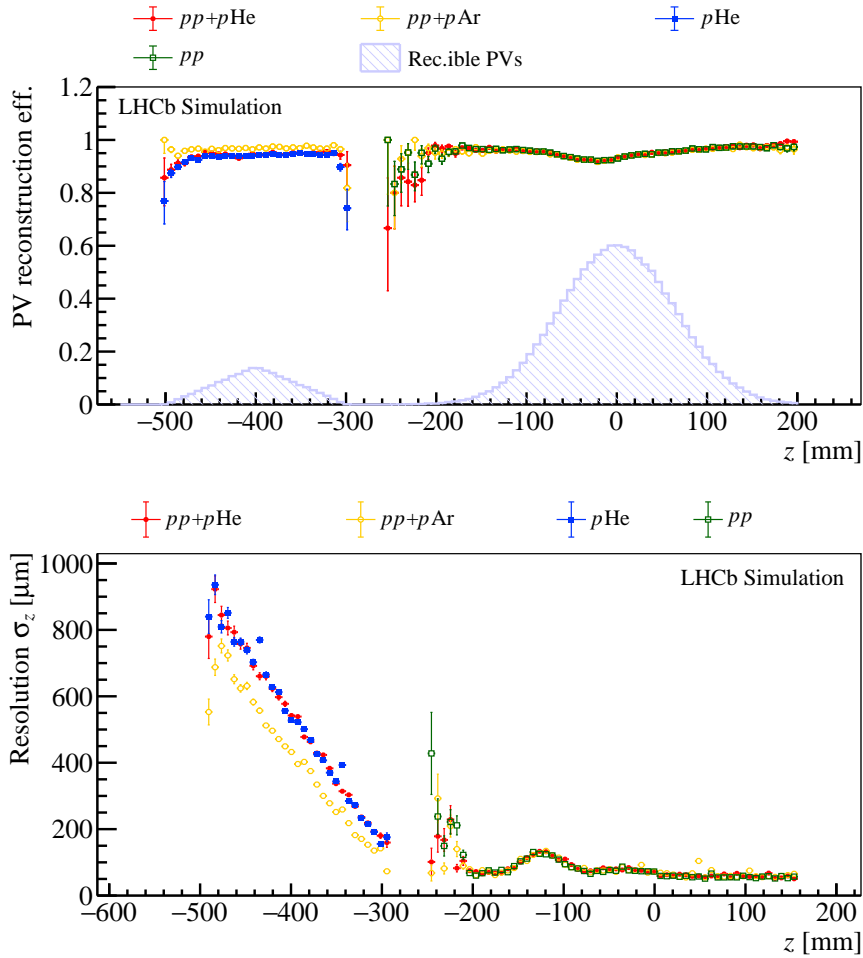 pp+pHe pp+pAr pHe
pp Rec.ible PVs
LHCb Simulation
PV reconstruction eff.
1.2
1
0.8
0.6
0.4
0.2
0
−500 −400 −300 −200 −100 0 100 200
z [mm]
pp+pHe pp+pAr pHe pp
LHCb Simulation
Resolution σz [μm]
1000
800
600
400
200
0
−600 −500 −400 −300 −200 −100 0 100 200
z [mm]